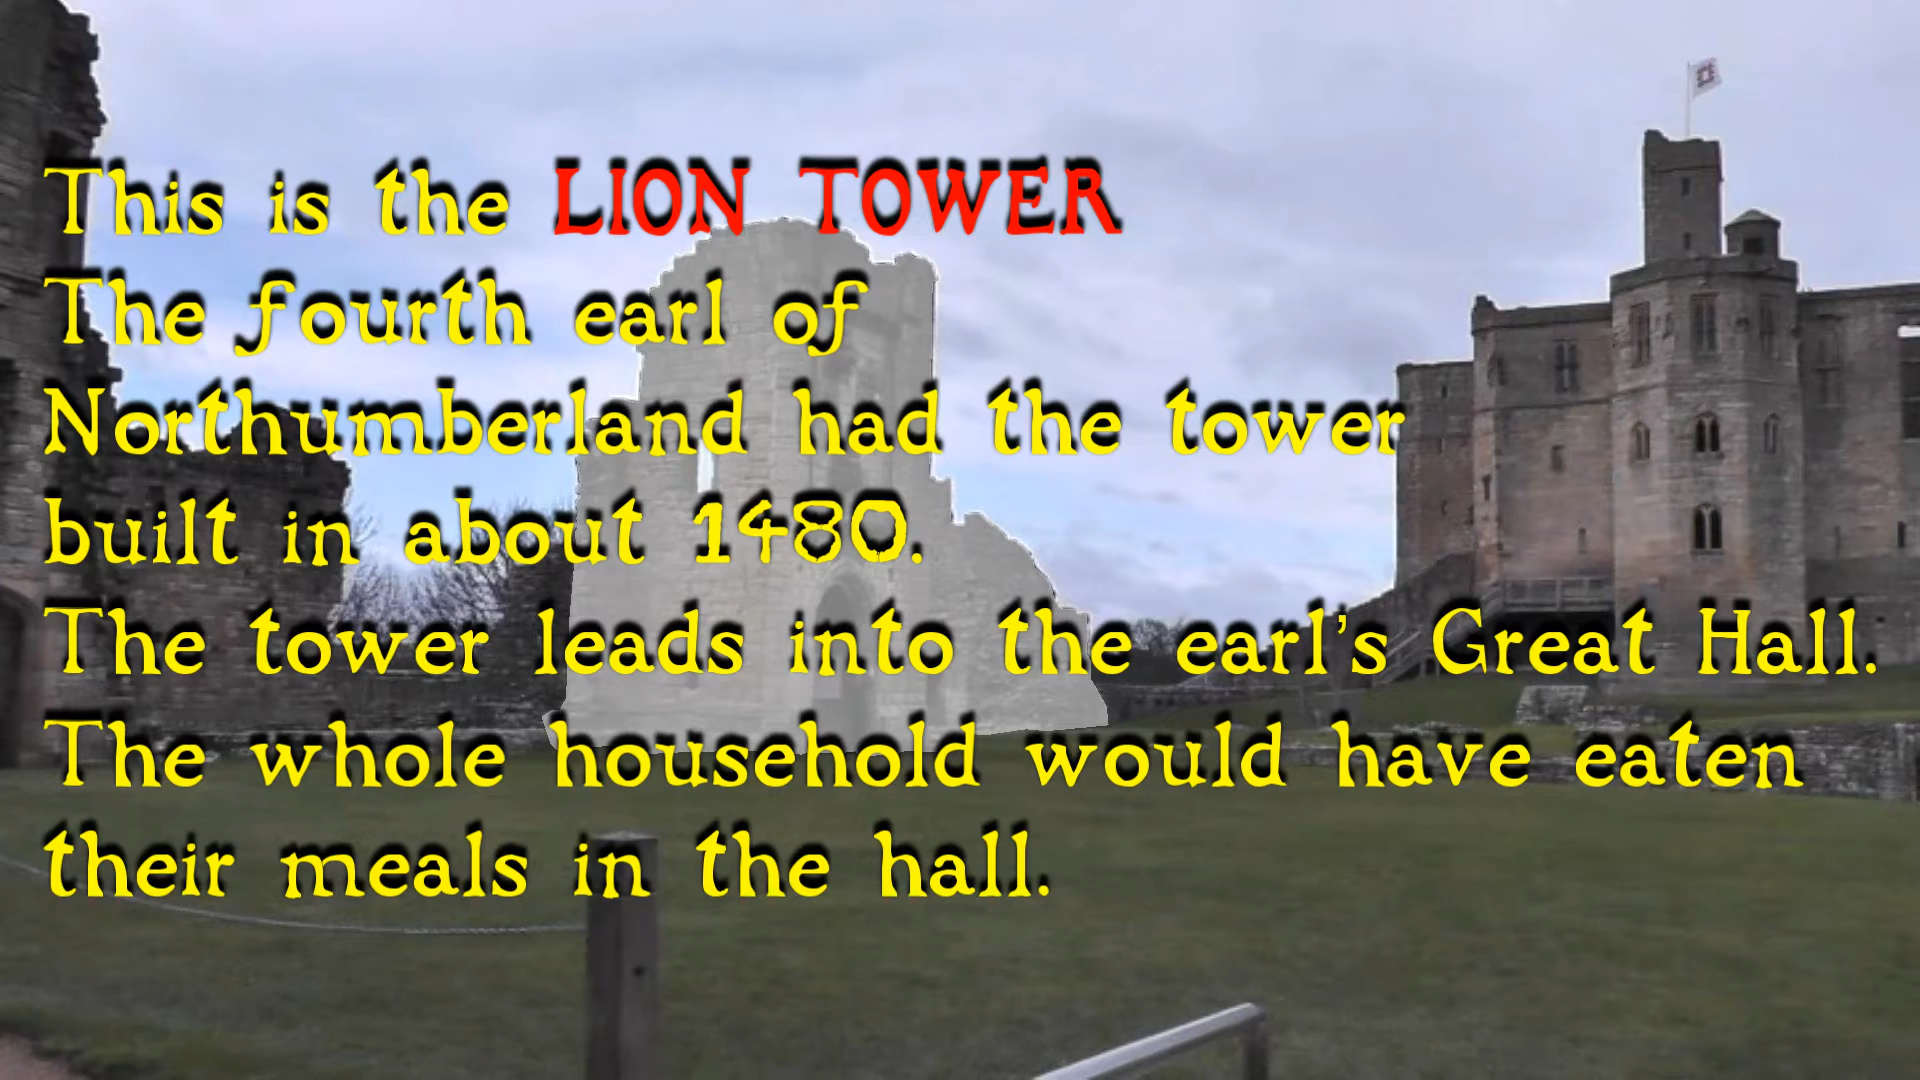 This is the LION TOWER
The fourth earl of
Northumberland had the tower
built in about 1480.
The tower leads into the earl's Great Hall.
The whole household would have eaten
their meals in the hall.